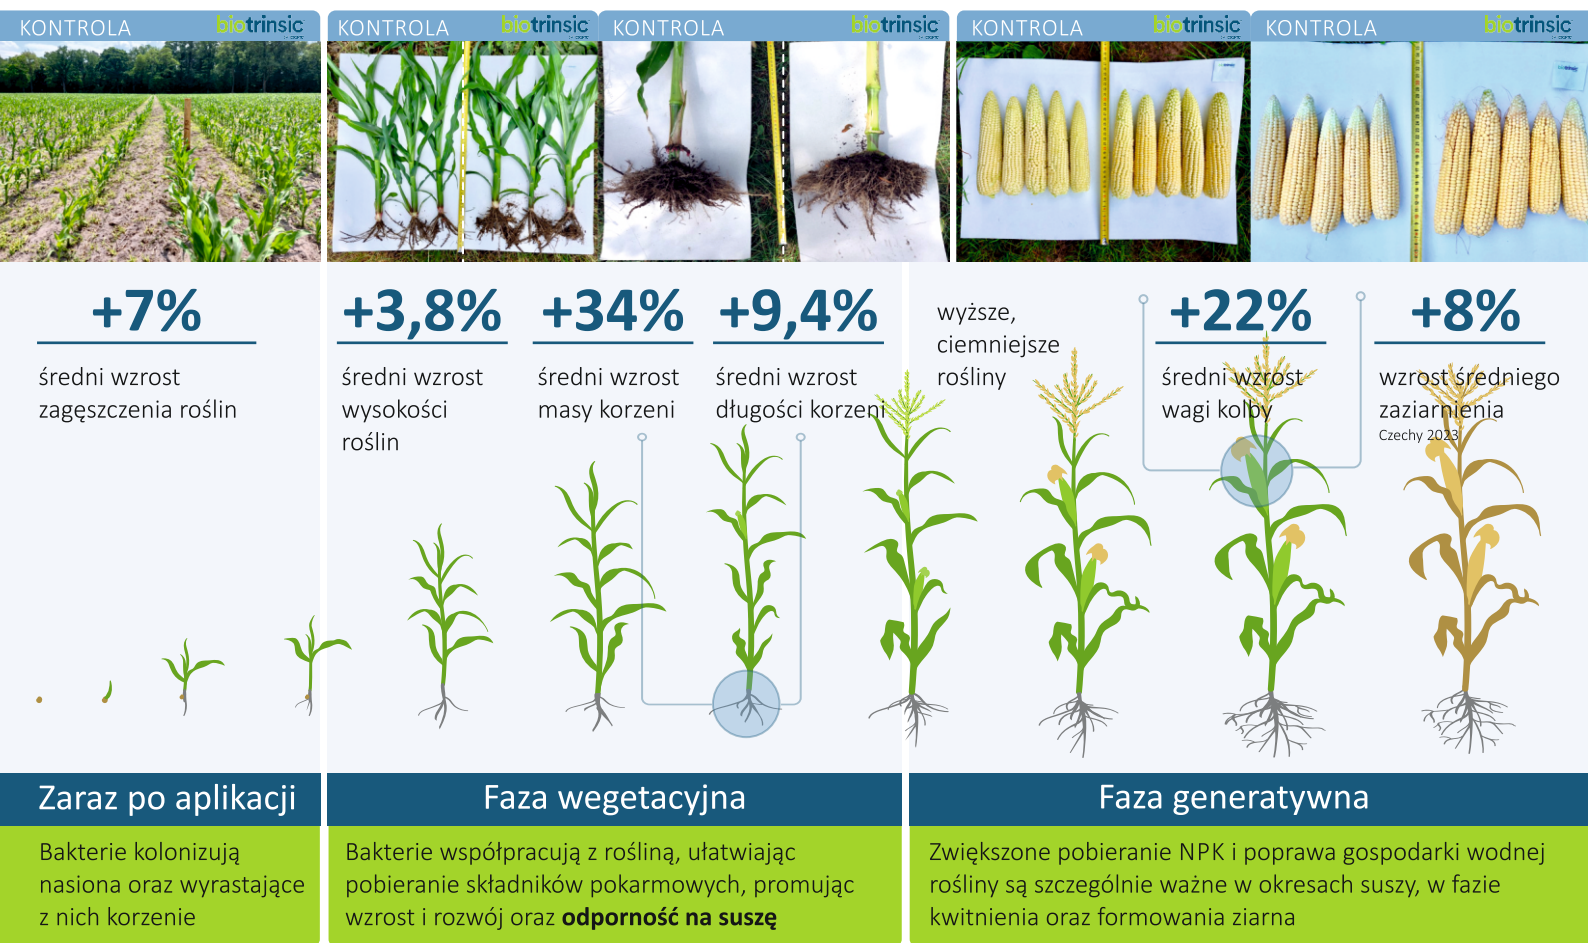 KONTROLA
biotrinsic
KONTROLA
biotrinsic
KONTROLA
biotrinsic
KONTROLA
biotrinsic
KONTROLA
biotrinsic
+7%
średni wzrost
zagęszczenia roślin
+3,8%
średni wzrost
wysokości
roślin
+34%
średni wzrost
masy korzeni
+9,4%
średni wzrost
długości korzeni
wyższe,
ciemniejsze
rośliny
+22%
średni wzrost
wagi kolby
+8%
wzrost średniego
zaziarnienia
Czechy 2023
Zaraz po aplikacji
Bakterie kolonizują
nasiona oraz wyrastające
z nich korzenie
Faza wegetacyjna
Bakterie współpracują z rośliną, ułatwiając
pobieranie składników pokarmowych, promując
wzrost i rozwój oraz odporność na suszę
Faza generatywna
Zwiększone pobieranie NPK i poprawa gospodarki wodnej
rośliny są szczególnie ważne w okresach suszy, w fazie
kwitnienia oraz formowania ziarna